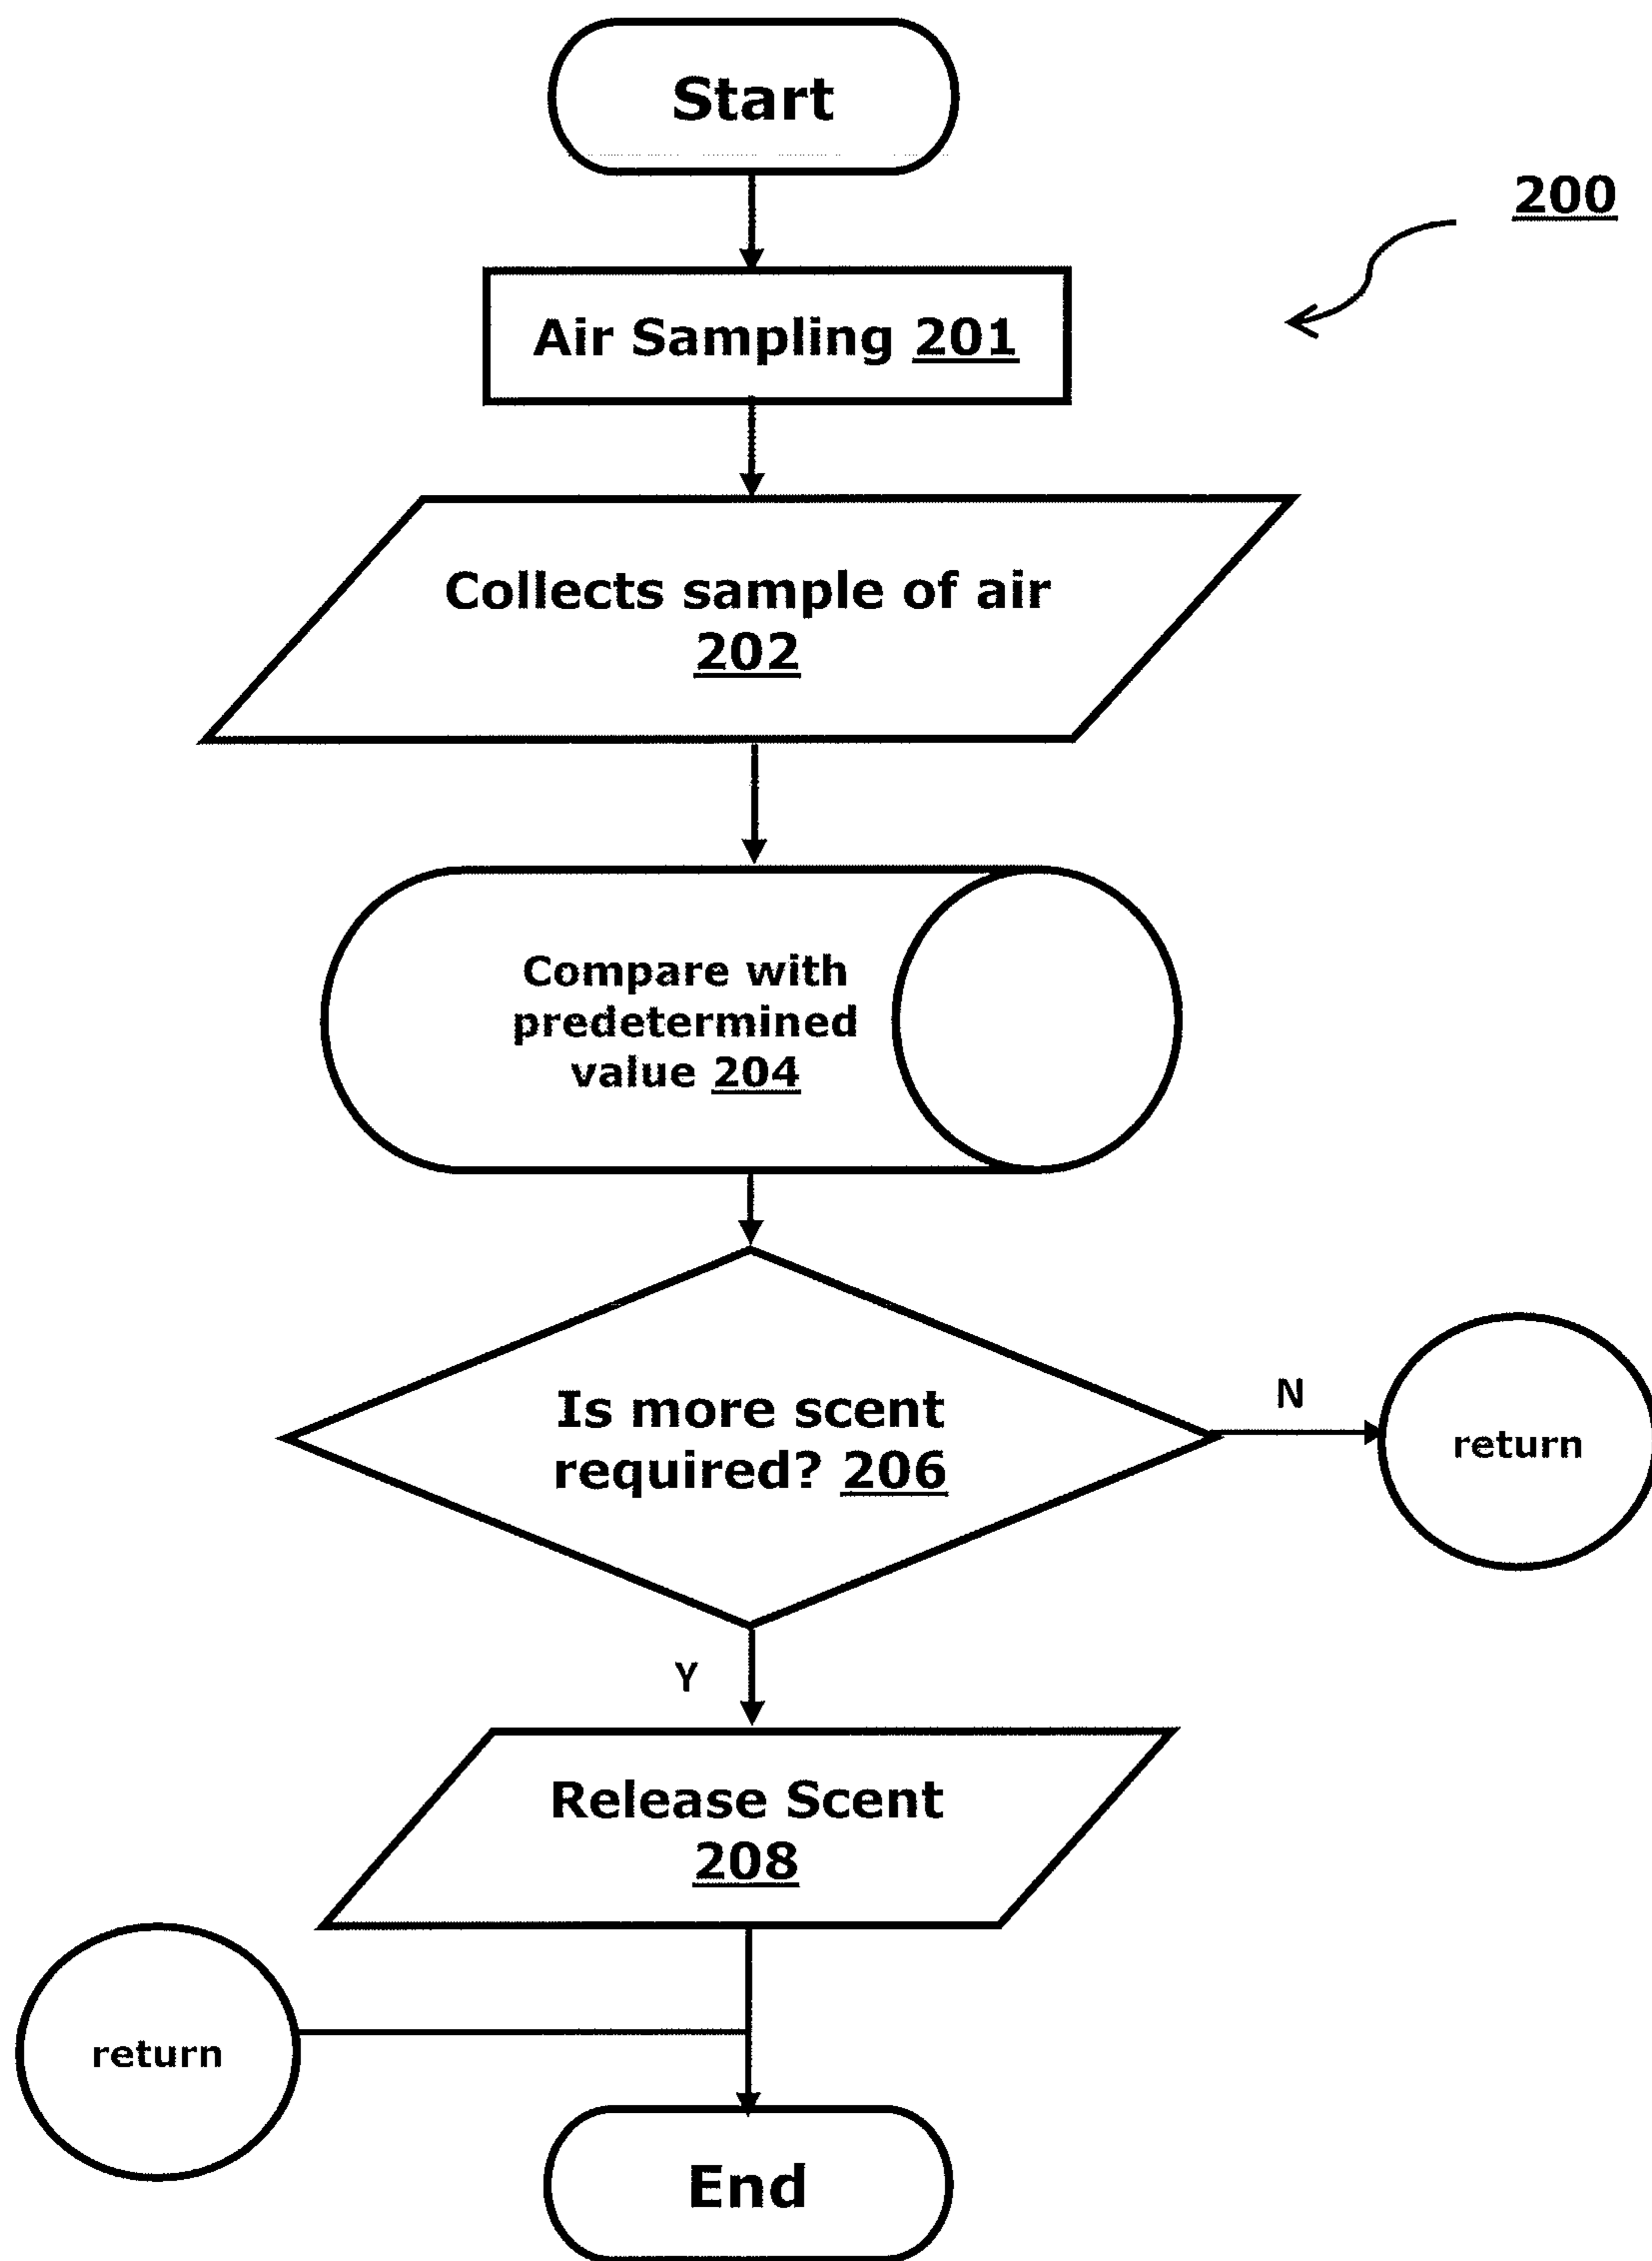 Start
200
Air Sampling 201
Collects sample of air
202
Compare with
predetermined
value 204
Is more scent
required? 206
N
return
Y
Release Scent
208
return
End